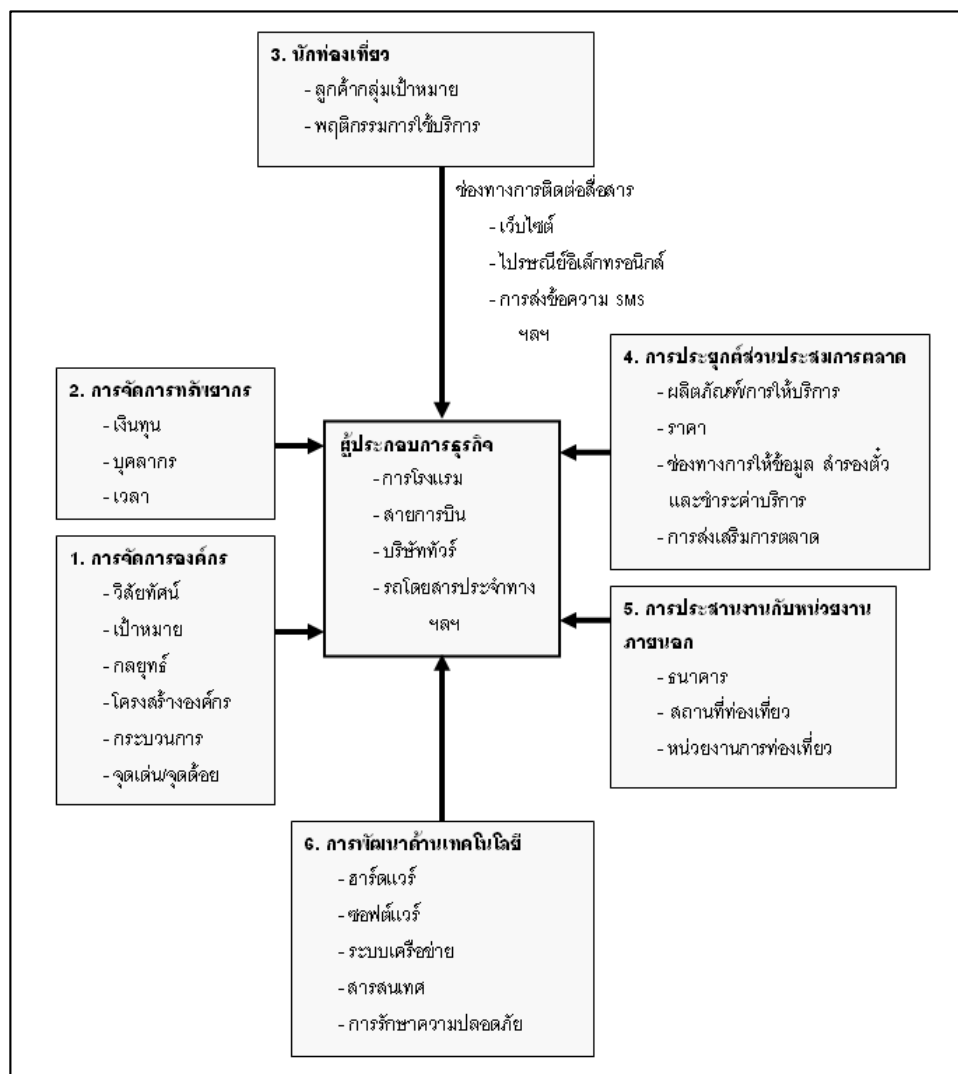 3. นักท่องเที่ยว
- ลูกค้ากลุ่มเป้าหมาย
- พฤติกรรมการใช้บริการ
ช่องทางการติดต่อสื่อสาร
- เว็บไซต์
- ไปรษณีย์อิเล็กทรอนิกส์
- การส่งข้อความ SMS
ฯลฯ
2. การจัดการทรัพยากร
- เงินทุน
- บุคลากร
- เวลา
1. การจัดการองค์กร
- วิสัยทัศน์
- เป้าหมาย
- กลยุทธ์
- โครงสร้างองค์กร
- กระบวนการ
- จุดเด่น/จุดด้อย
ผู้ประกอบการธุรกิจ
- การโรงแรม
- สายการบิน
- บริษัททัวร์
- รถโดยสารประจำทาง
ฯลฯ
4. การประยุกต์ส่วนประสมการตลาด
- ผลิตภัณฑ์/การให้บริการ
- ราคา
- ช่องทางการให้ข้อมูล สำรองตั๋ว
และชำระค่าบริการ
- การส่งเสริมการตลาด
5. การประสานงานกับหน่วยงาน
ภายนอก
- ธนาคาร
- สถานที่ท่องเที่ยว
- หน่วยงานการท่องเที่ยว
6. การพัฒนาด้านเทคโนโลยี
- ฮาร์ดแวร์
- ซอฟต์แวร์
- ระบบเครือข่าย
- สารสนเทศ
- การรักษาความปลอดภัย